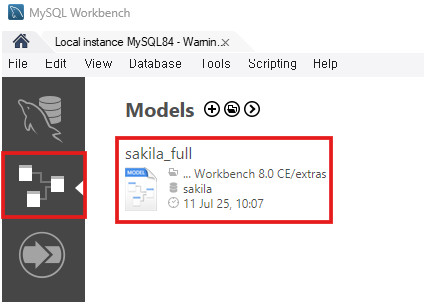 MySQL Workbench
Local instance MySQL84 - Warnin...
File Edit View Database Tools Scripting Help
Models
sakila_full
MODEL
... Workbench 8.0 CE/extras
sakila
11 Jul 25, 10:07